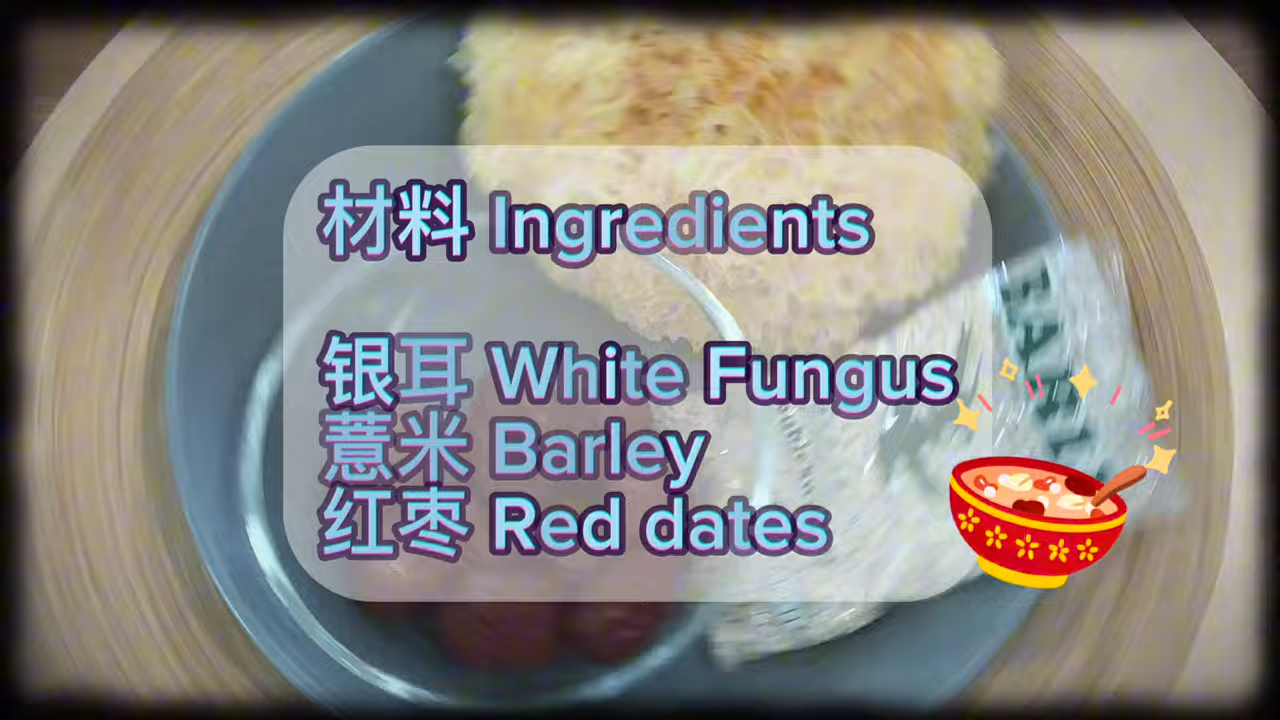 材料 Ingredients
银耳 White Fungus
薏米 Barley
红枣 Red dates